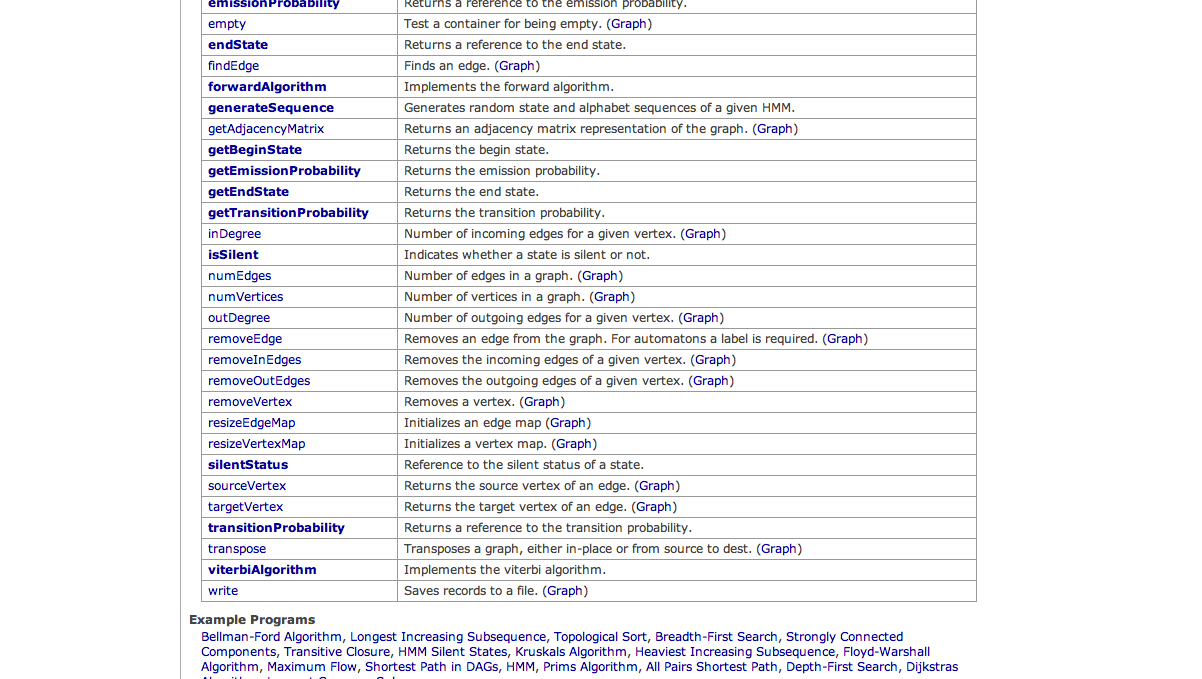 emissionProbability Returns a reference to the emission probability.
empty Test a container for being empty. (Graph)
endState Returns a reference to the end state.
findEdge Finds an edge. (Graph)
forwardAlgorithm Implements the forward algorithm.
generateSequence Generates random state and alphabet sequences of a given HMM.
getAdjacencyMatrix Returns an adjacency matrix representation of the graph. (Graph)
getBeginState Returns the begin state.
getEmissionProbability Returns the emission probability.
getEndState Returns the end state.
getTransitionProbability Returns the transition probability.
inDegree Number of incoming edges for a given vertex. (Graph)
isSilent Indicates whether a state is silent or not.
numEdges Number of edges in a graph. (Graph)
numVertices Number of vertices in a graph. (Graph)
outDegree Number of outgoing edges for a given vertex. (Graph)
removeEdge Removes an edge from the graph. For automatons a label is required. (Graph)
removeInEdges Removes the incoming edges of a given vertex. (Graph)
removeOutEdges Removes the outgoing edges of a given vertex. (Graph)
removeVertex Removes a vertex. (Graph)
resizeEdgeMap Initializes an edge map (Graph)
resizeVertexMap Initializes a vertex map. (Graph)
silentStatus Reference to the silent status of a state.
sourceVertex Returns the source vertex of an edge. (Graph)
targetVertex Returns the target vertex of an edge. (Graph)
transitionProbability Returns a reference to the transition probability.
transpose Transposes a graph, either in-place or from source to dest. (Graph)
viterbiAlgorithm Implements the viterbi algorithm.
write Saves records to a file. (Graph)
Example Programs
Bellman-Ford Algorithm, Longest Increasing Subsequence, Topological Sort, Breadth-First Search, Strongly Connected
Components, Transitive Closure, HMM Silent States, Kruskals Algorithm, Heaviest Increasing Subsequence, Floyd-Warshall
Algorithm, Maximum Flow, Shortest Path in DAGs, HMM, Prims Algorithm, All Pairs Shortest Path, Depth-First Search, Dijkstras